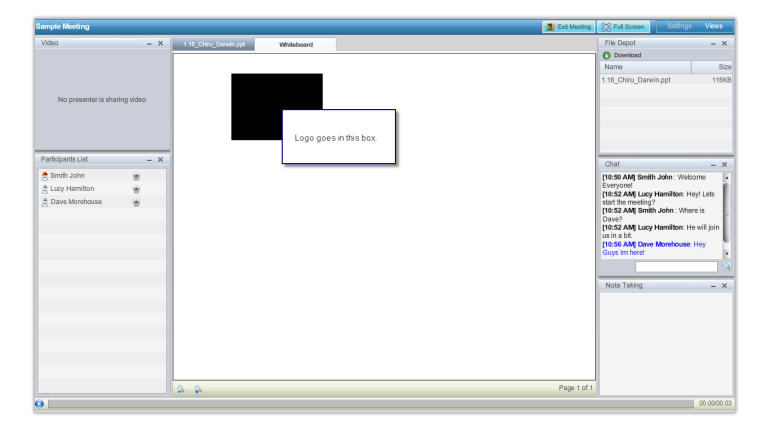 Sample Meeting
Exit Meeting
Full Screen
Settings
Views
Video
No presenter is sharing video
Participants List
Smith John
Lucy Hamilton
Dave Morehouse
1.16_Chiru_Darwin.ppt
Whiteboard
Logo goes in this box.
Page 1 of 1
File Depot
Download
Name Size
1.16_Chiru_Darwin.ppt 116KB
Chat
[10:50 AM] Smith John : Welcome
Everyone!
[10:52 AM] Lucy Hamilton: Hey! Lets
start the meeting?
[10:52 AM] Smith John : Where is
Dave?
[10:52 AM] Lucy Hamilton: He will join
us in a bit.
[10:56 AM] Dave Morehouse: Hey
Guys Im here!
Note Taking
00:00/00:03